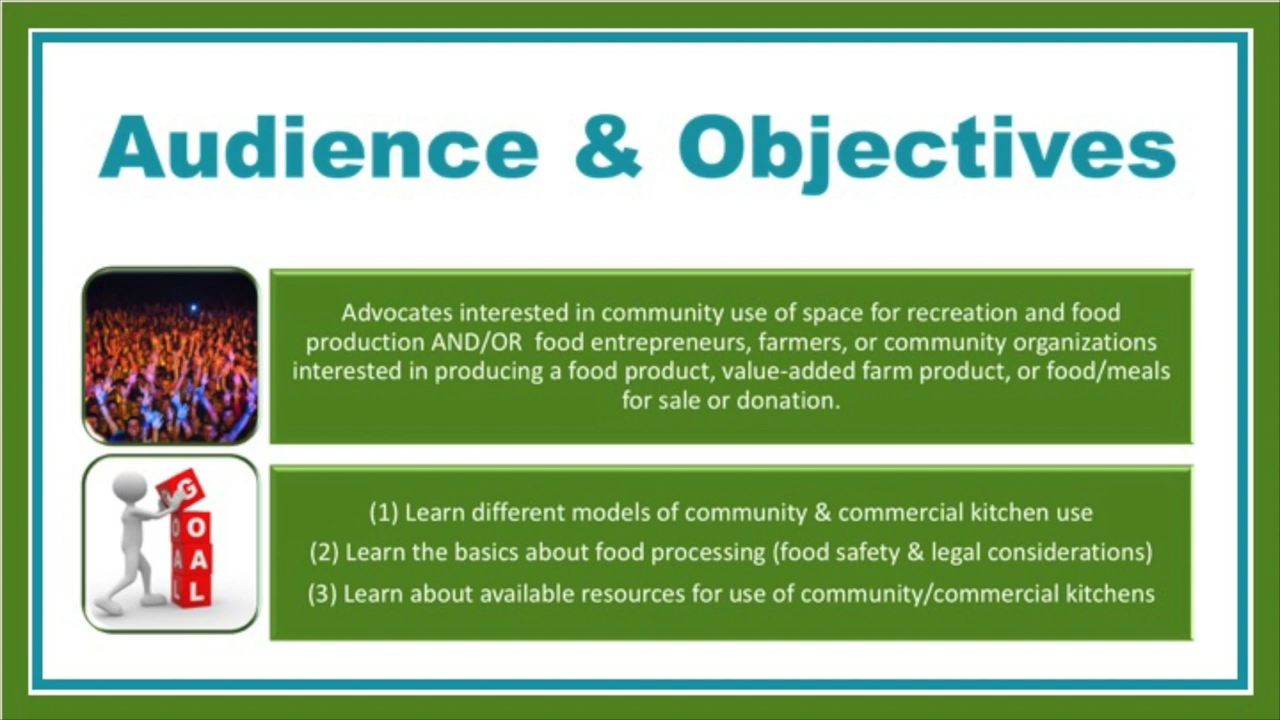 Audience & Objectives
Advocates interested in community use of space for recreation and food
production AND/OR food entrepreneurs, farmers, or community organizations
interested in producing a food product, value-added farm product, or food/meals
for sale or donation.
G
O
A
L
O
A
L
(1) Learn different models of community & commercial kitchen use
(2) Learn the basics about food processing (food safety & legal considerations)
(3) Learn about available resources for use of community/commercial kitchens